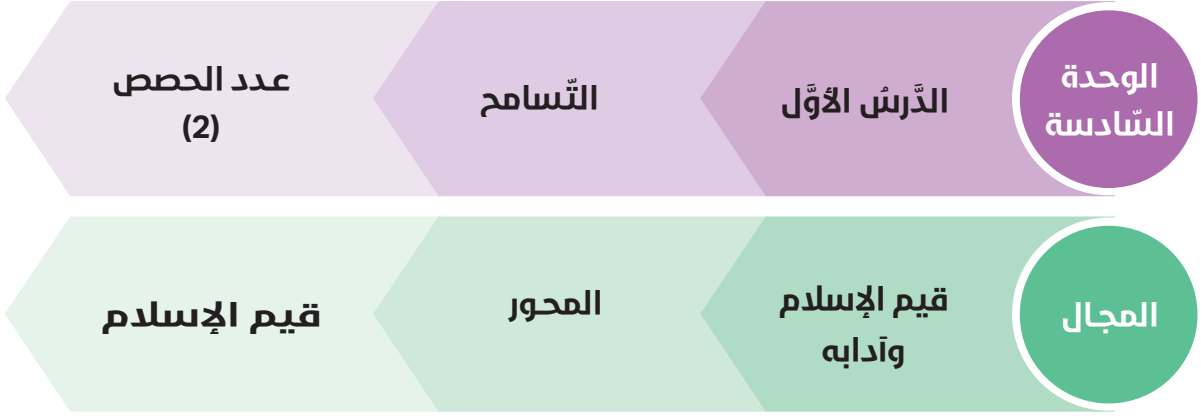 الوحدة
السّادسة
الدَّرسُ الأوَّل
التّسامح
عدد الحصص
(2)
المجال
قيم الإسلام
وآدابه
المحور
قيم الإسلام